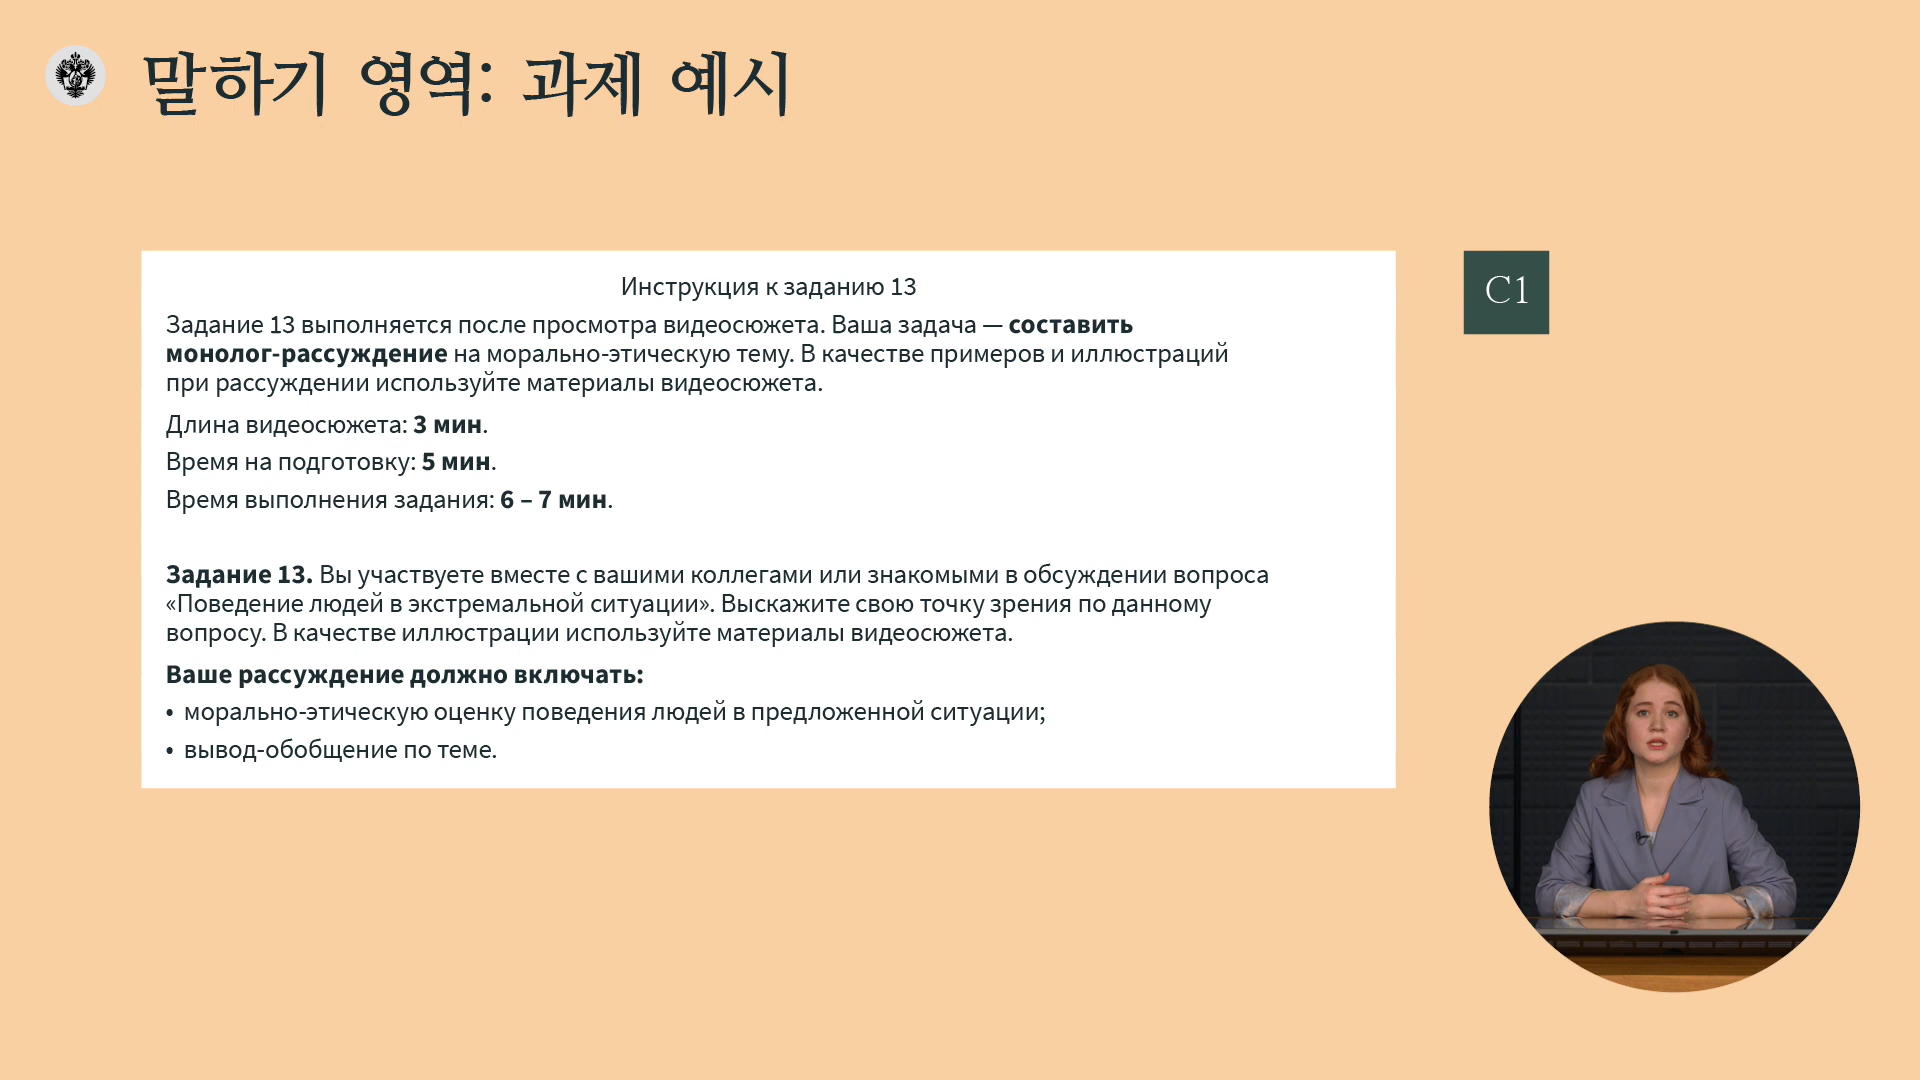 말하기 영역: 과제 예시
Инструкция к заданию 13
Задание 13 выполняется после просмотра видеосюжета. Ваша задача — составить
монолог-рассуждение на морально-этическую тему. В качестве примеров и иллюстраций
при рассуждении используйте материалы видеосюжета.
Длина видеосюжета: 3 мин.
Время на подготовку: 5 мин.
Время выполнения задания: 6 – 7 мин.
Задание 13. Вы участвуете вместе с вашими коллегами или знакомыми в обсуждении вопроса
«Поведение людей в экстремальной ситуации». Выскажите свою точку зрения по данному
вопросу. В качестве иллюстрации используйте материалы видеосюжета.
Ваше рассуждение должно включать:
• морально-этическую оценку поведения людей в предложенной ситуации;
• вывод-обобщение по теме.
C1